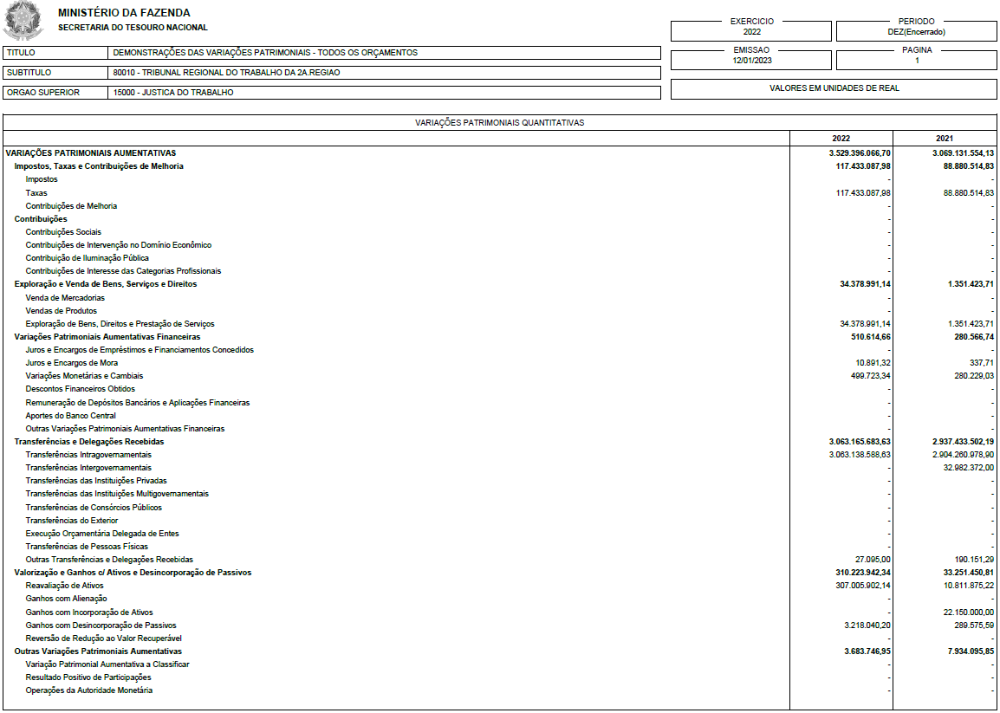 MINISTÉRIO DA FAZENDA
SECRETARIA DO TESOURO NACIONAL
EXERCICIO
2022
PERIODO
DEZ(Encerrado)
EMISSAO
12/01/2023
PAGINA
1
TITULO DEMONSTRAÇÕES DAS VARIAÇÕES PATRIMONIAIS - TODOS OS ORÇAMENTOS
SUBTITULO 80010 - TRIBUNAL REGIONAL DO TRABALHO DA 2A.REGIAO
ORGAO SUPERIOR 15000 - JUSTICA DO TRABALHO
VALORES EM UNIDADES DE REAL
VARIAÇÕES PATRIMONIAIS QUANTITATIVAS
2022 2021
VARIAÇÕES PATRIMONIAIS AUMENTATIVAS 3.529.396.066,70 3.069.131.554,13
Impostos, Taxas e Contribuições de Melhoria 117.433.087,98 88.880.514,83
Impostos - -
Taxas 117.433.087,98 88.880.514,83
Contribuições de Melhoria - -
Contribuições - -
Contribuições Sociais - -
Contribuições de Intervenção no Domínio Econômico - -
Contribuição de Iluminação Pública - -
Contribuições de Interesse das Categorias Profissionais - -
Exploração e Venda de Bens, Serviços e Direitos 34.378.991,14 1.351.423,71
Venda de Mercadorias - -
Vendas de Produtos - -
Exploração de Bens, Direitos e Prestação de Serviços 34.378.991,14 1.351.423,71
Variações Patrimoniais Aumentativas Financeiras 510.614,66 280.566,74
Juros e Encargos de Empréstimos e Financiamentos Concedidos - -
Juros e Encargos de Mora 10.891,32 337,71
Variações Monetárias e Cambiais 499.723,34 280.229,03
Descontos Financeiros Obtidos - -
Remuneração de Depósitos Bancários e Aplicações Financeiras - -
Aportes do Banco Central - -
Outras Variações Patrimoniais Aumentativas Financeiras - -
Transferências e Delegações Recebidas 3.063.165.683,63 2.937.433.502,19
Transferências Intragovernamentais 3.063.138.588,63 2.904.260.978,90
Transferências Intergovernamentais - 32.982.372,00
Transferências das Instituições Privadas - -
Transferências das Instituições Multigovernamentais - -
Transferências de Consórcios Públicos - -
Transferências do Exterior - -
Execução Orçamentária Delegada de Entes - -
Transferências de Pessoas Físicas - -
Outras Transferências e Delegações Recebidas 27.095,00 190.151,29
Valorização e Ganhos c/ Ativos e Desincorporação de Passivos 310.223.942,34 33.251.450,81
Reavaliação de Ativos 307.005.902,14 10.811.875,22
Ganhos com Alienação - -
Ganhos com Incorporação de Ativos - 22.150.000,00
Ganhos com Desincorporação de Passivos 3.218.040,20 289.575,59
Reversão de Redução ao Valor Recuperável - -
Outras Variações Patrimoniais Aumentativas 3.683.746,95 7.934.095,85
Variação Patrimonial Aumentativa a Classificar - -
Resultado Positivo de Participações - -
Operações da Autoridade Monetária - -